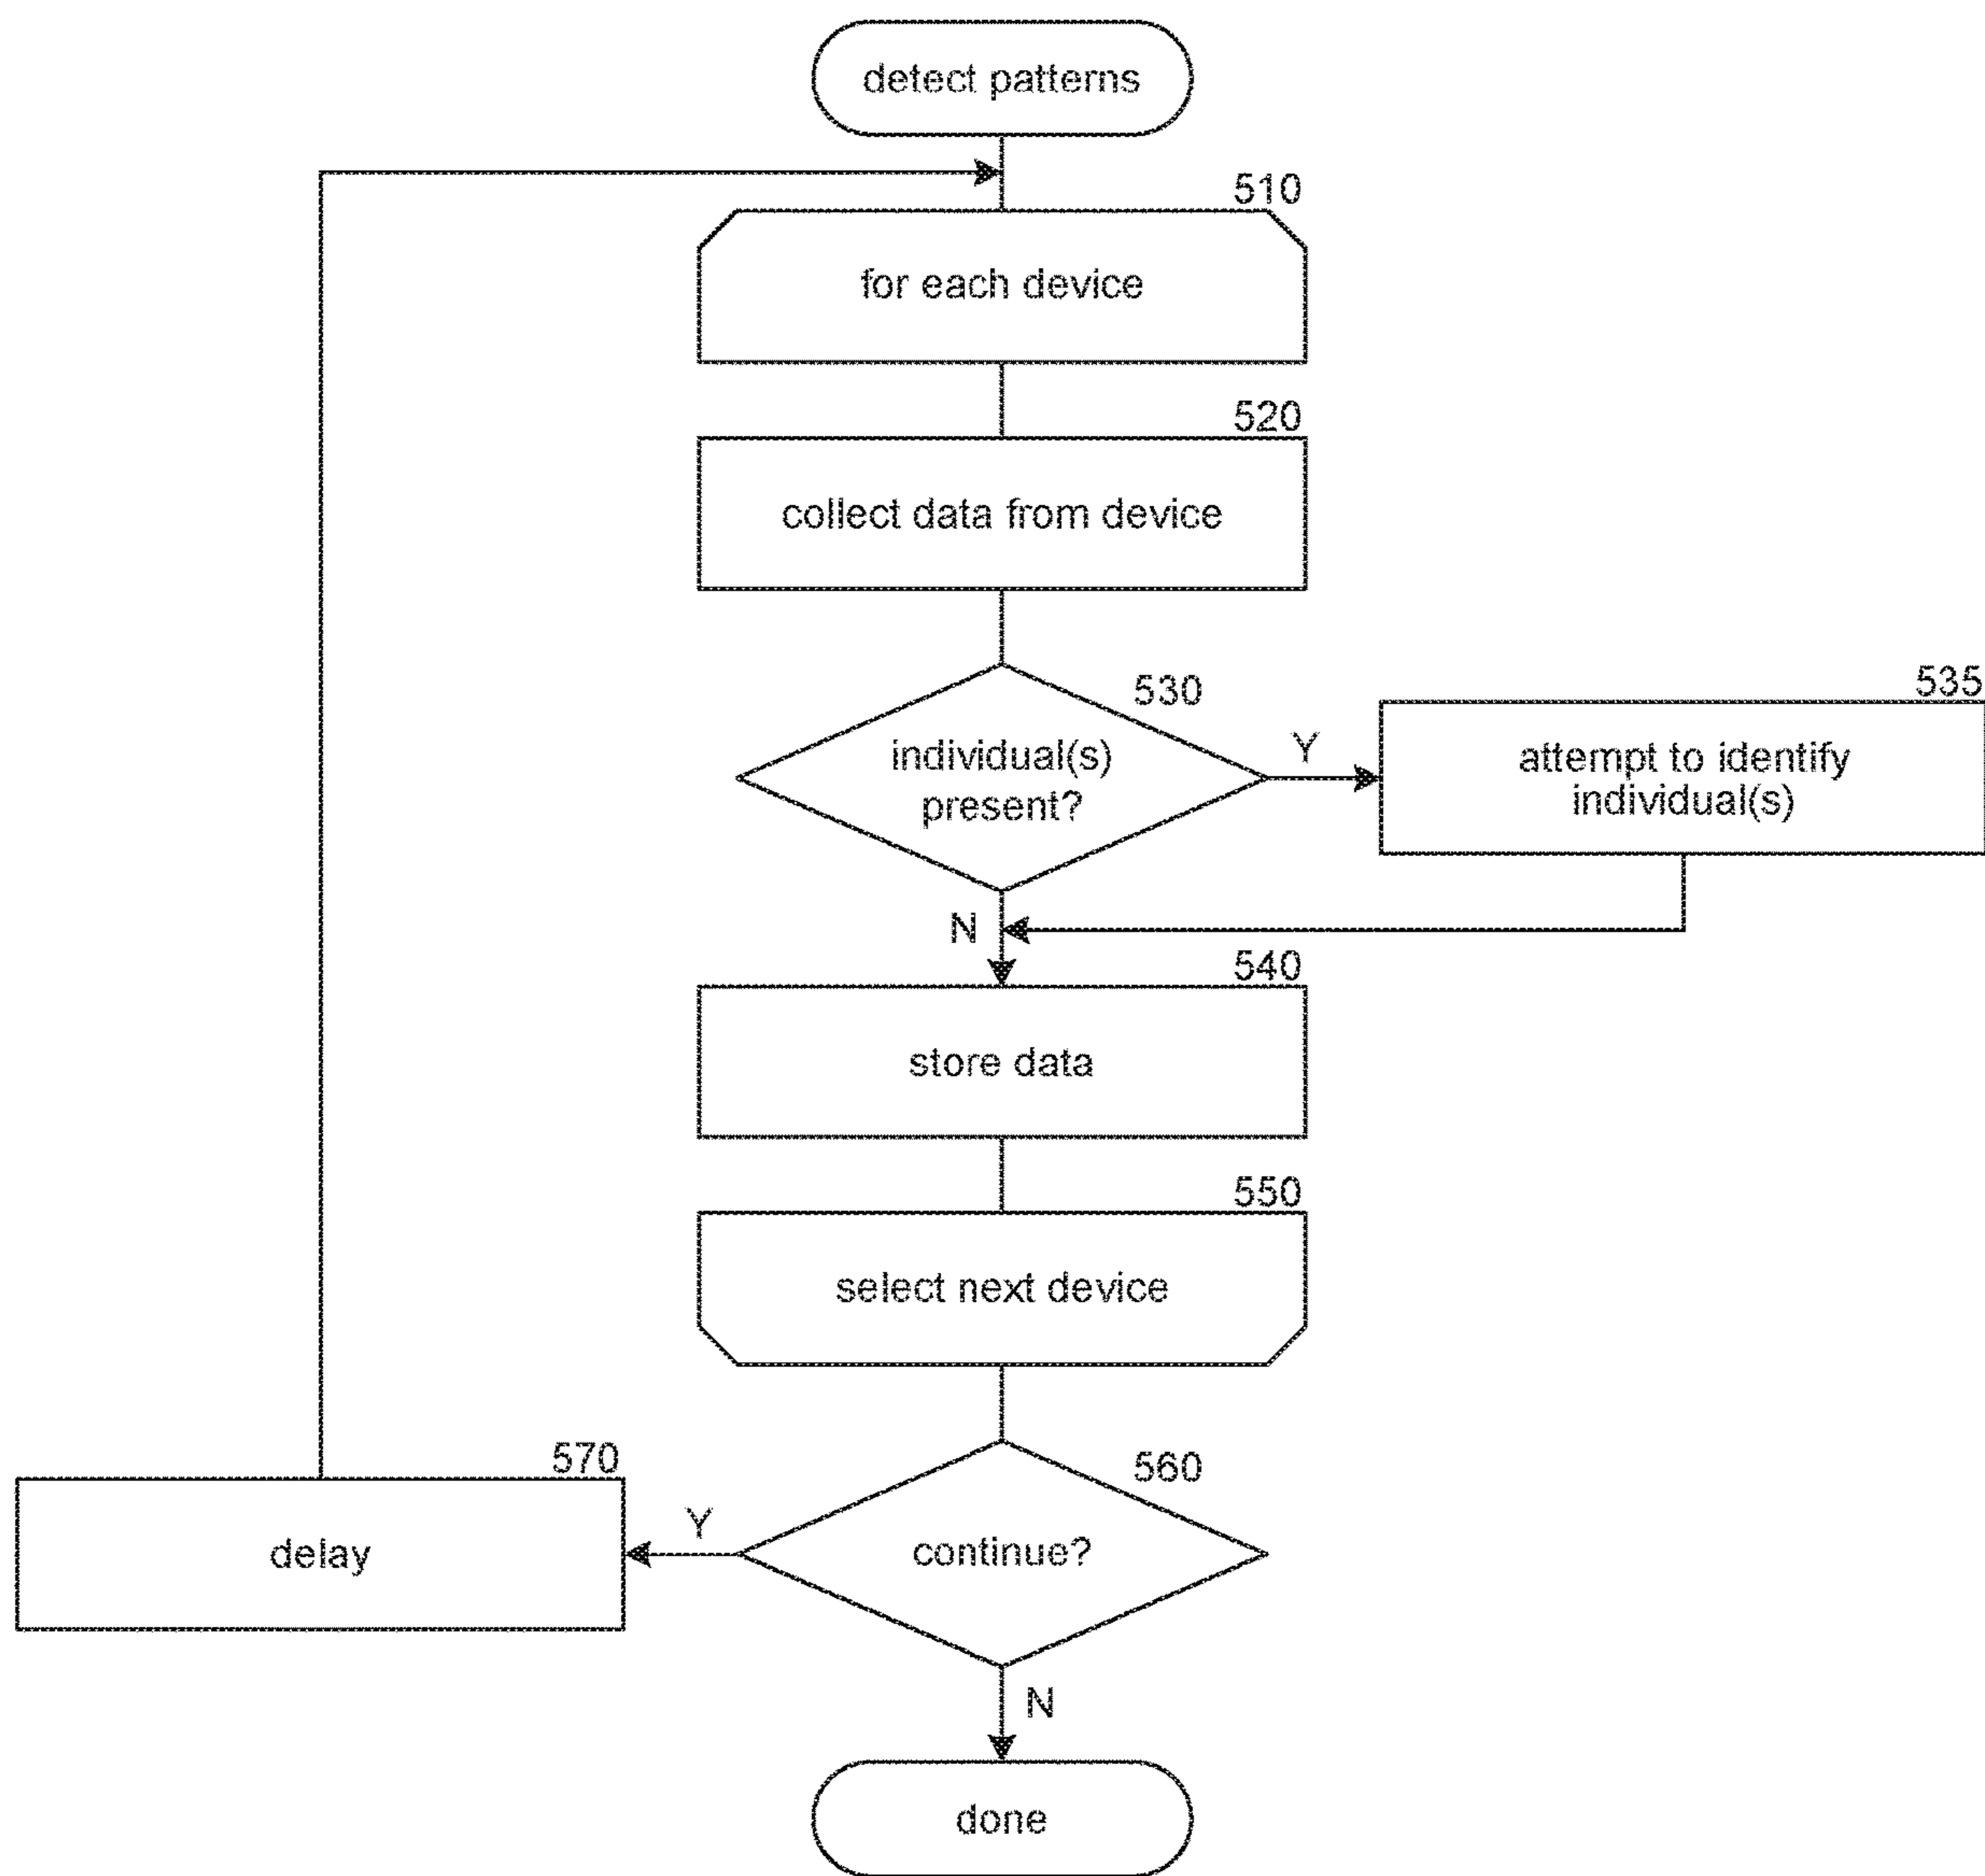 detect patterns
510
for each device
520
collect data from device
530
individual(s)
present?
Y
535
attempt to identify
individual(s)
N
540
store data
550
select next device
560
continue?
Y
570
delay
N
done